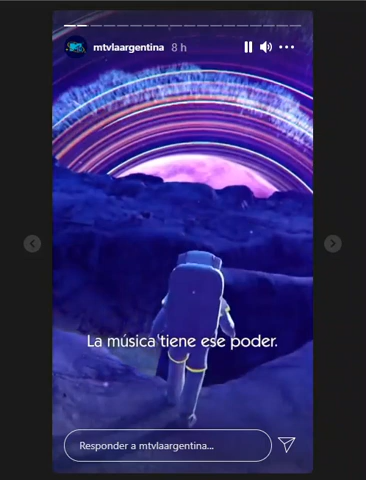 mtvlaargentina 8 h
La música tiene ese poder.
Responder a mtvlaargentina...